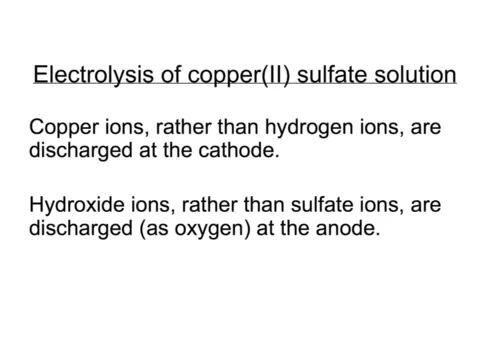 Electrolysis of copper(II) sulfate solution
Copper ions, rather than hydrogen ions, are
discharged at the cathode.
Hydroxide ions, rather than sulfate ions, are
discharged (as oxygen) at the anode.